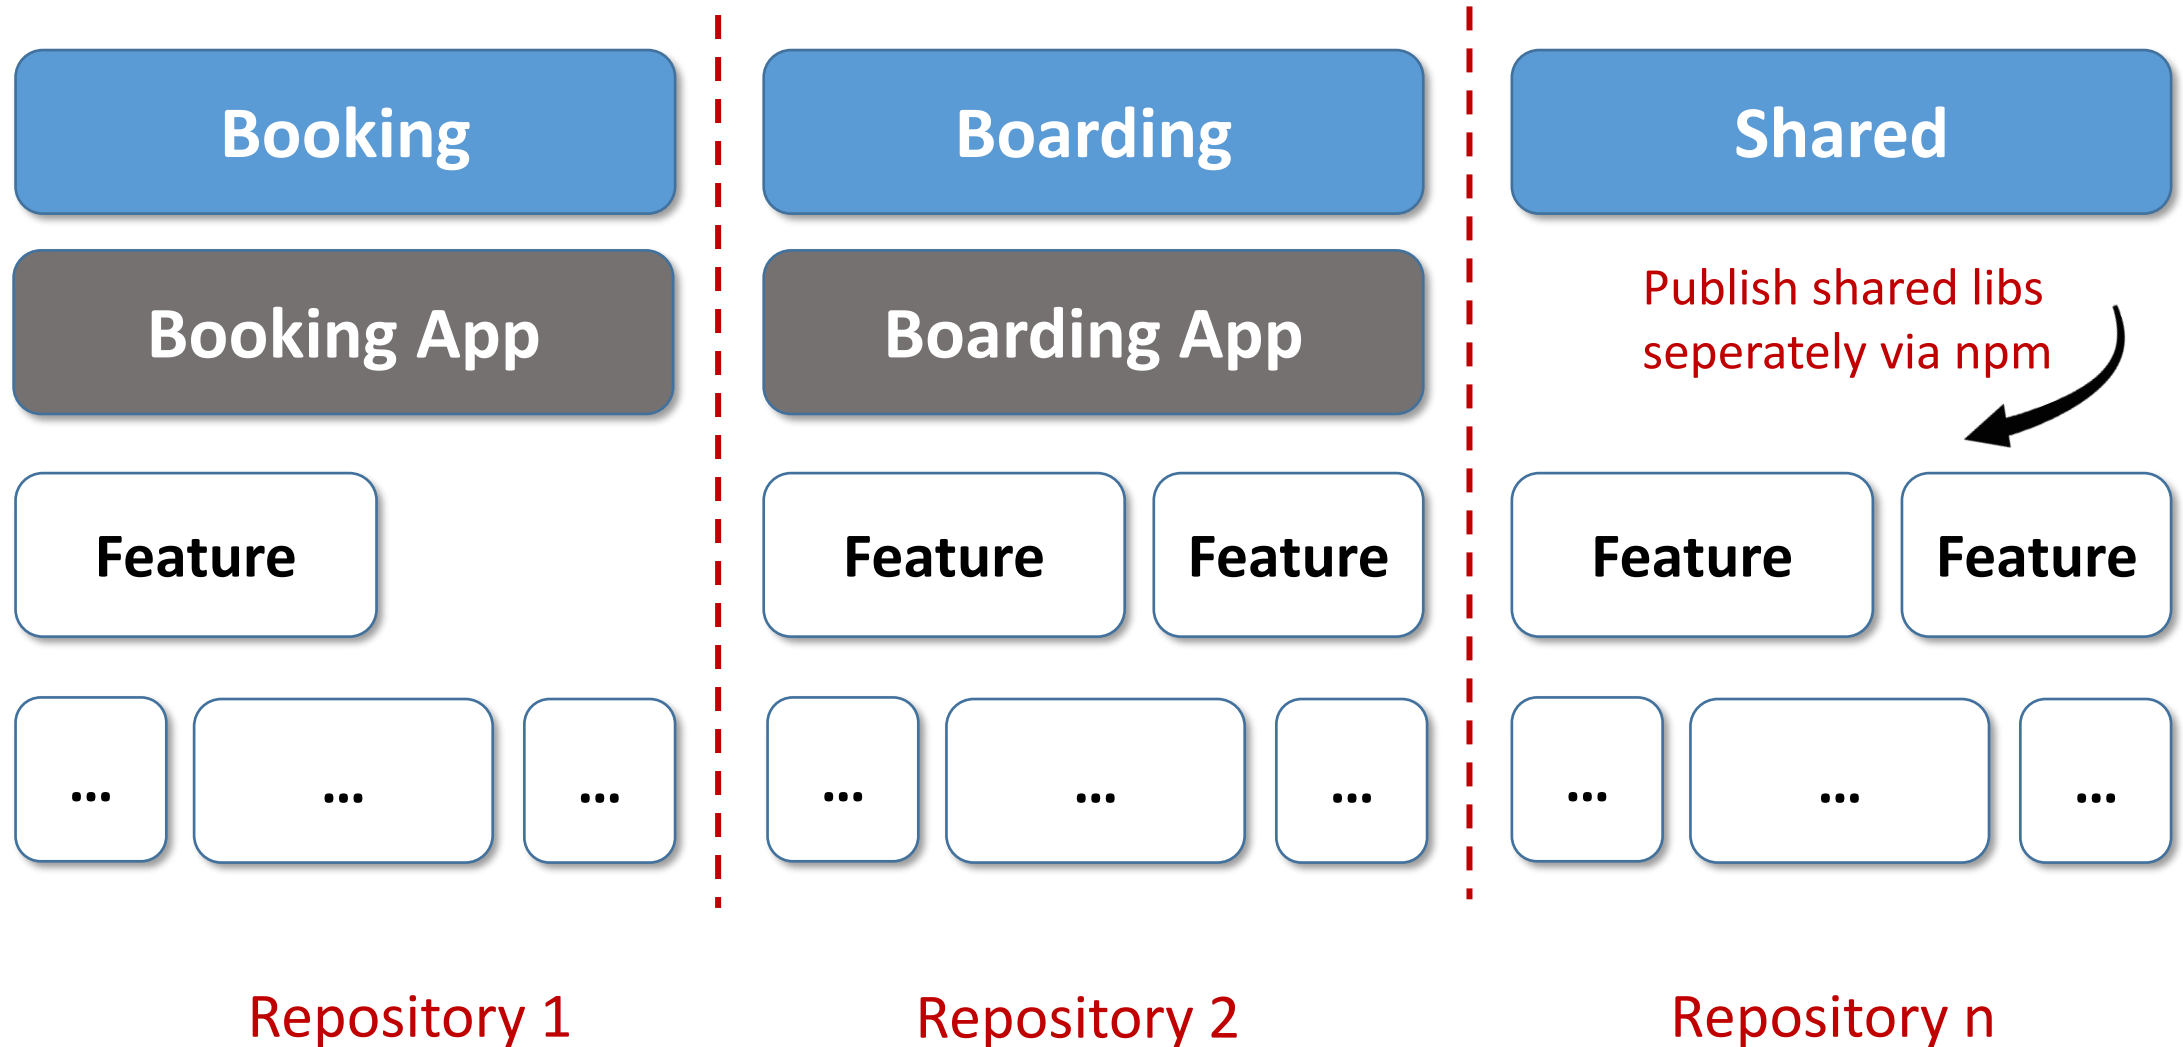 Booking
Boarding
Shared
Booking App
Boarding App
Publish shared libs
seperately via npm
Feature
Feature
Feature
Feature
Feature
...
...
...
...
...
...
...
...
...
Repository 1
Repository 2
Repository n